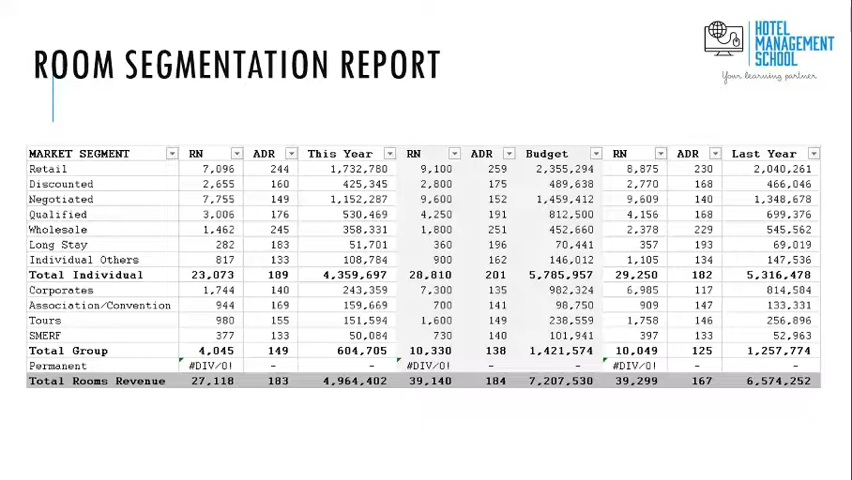 ROOM SEGMENTATION REPORT
HOTEL
MANAGEMENT
SCHOOL
Your learning partner
MARKET SEGMENT RN ADR This Year RN ADR Budget RN ADR Last Year
Retail 7,096 244 1,732,780 9,100 259 2,355,294 8,875 230 2,040,261
Discounted 2,655 160 425,345 2,800 175 489,638 2,770 168 466,046
Negotiated 7,755 149 1,152,287 9,600 152 1,459,412 9,609 140 1,348,678
Qualified 3,006 176 530,469 4,250 191 812,500 4,156 168 699,376
Wholesale 1,462 245 358,331 1,800 251 452,660 2,378 229 545,562
Long Stay 282 183 51,701 360 196 70,441 357 193 69,019
Individual Others 817 133 108,784 900 162 146,012 1,105 134 147,536
Total Individual 23,073 189 4,359,697 28,810 201 5,785,957 29,250 182 5,316,478
Corporates 1,744 140 243,359 7,300 135 982,324 6,985 117 814,584
Association/Convention 944 169 159,669 700 141 98,750 909 147 133,331
Tours 980 155 151,594 1,600 149 238,559 1,758 146 256,896
SMERF 377 133 50,084 730 140 101,941 397 133 52,963
Total Group 4,045 149 604,705 10,330 138 1,421,574 10,049 125 1,257,774
Permanent #DIV/0! - - #DIV/0! - - #DIV/0! - -
Total Rooms Revenue 27,118 183 4,964,402 39,140 184 7,207,530 39,299 167 6,574,252